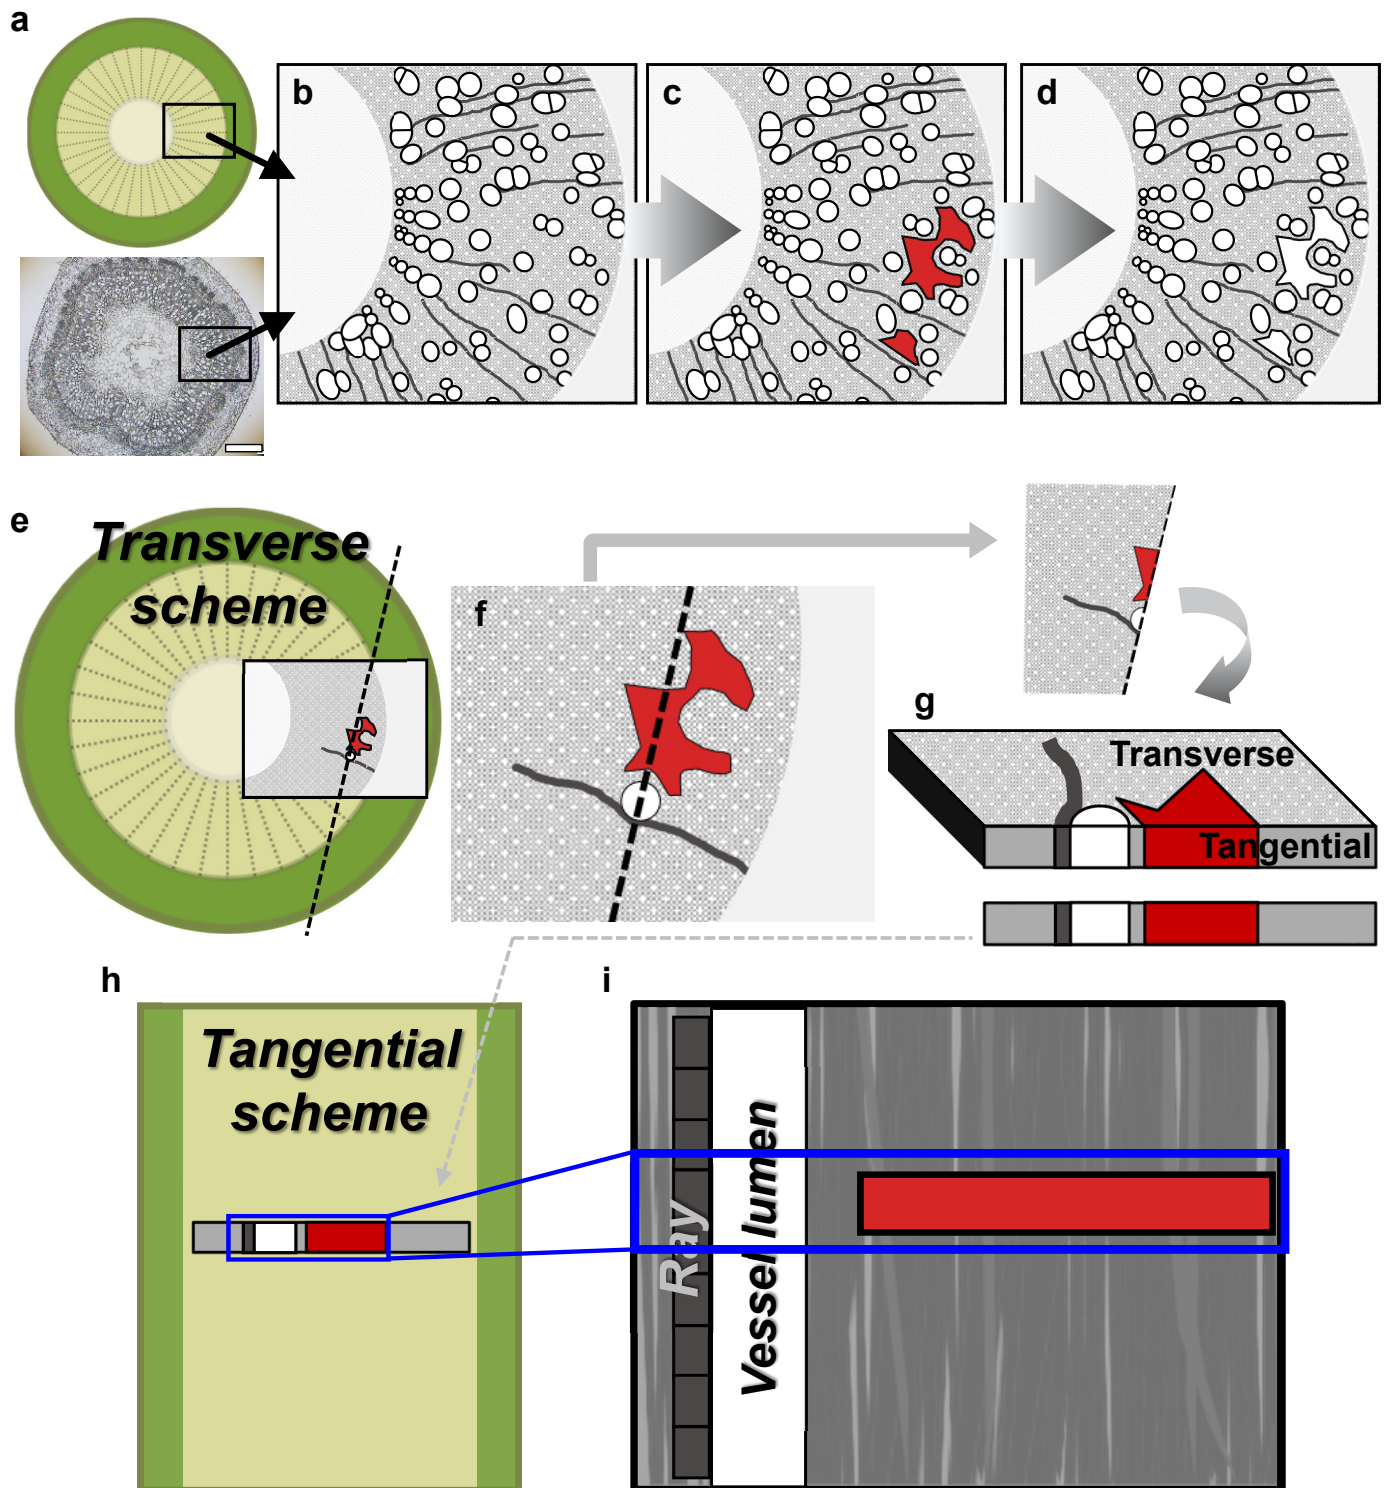 a
b
c
d
e
Transverse
scheme
f
g
Transverse
Tangential
h
Tangential
scheme
i
Ray
Vessel lumen